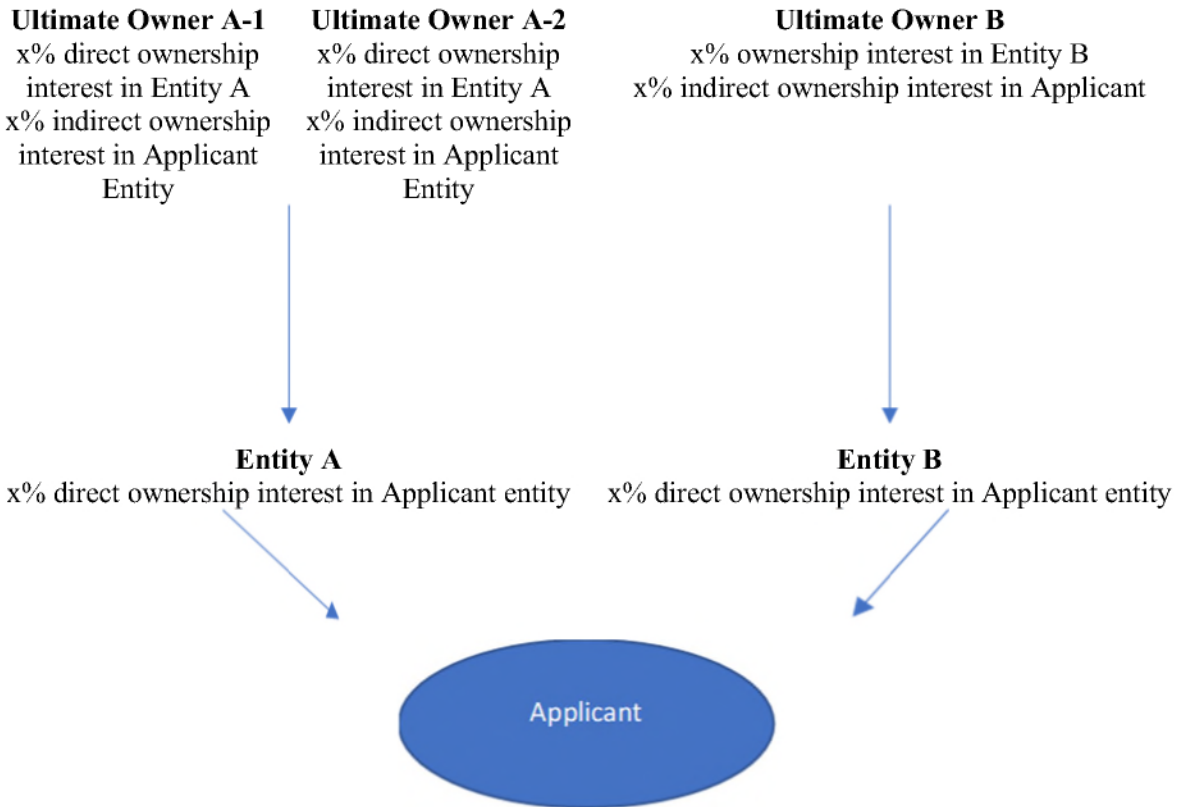 Ultimate Owner A-1
x% direct ownership
interest in Entity A
x% indirect ownership
interest in Applicant
Entity
Ultimate Owner A-2
x% direct ownership
interest in Entity A
x% indirect ownership
interest in Applicant
Entity
Ultimate Owner B
x% ownership interest in Entity B
x% indirect ownership interest in Applicant
Entity A
x% direct ownership interest in Applicant entity
Entity B
x% direct ownership interest in Applicant entity
Applicant